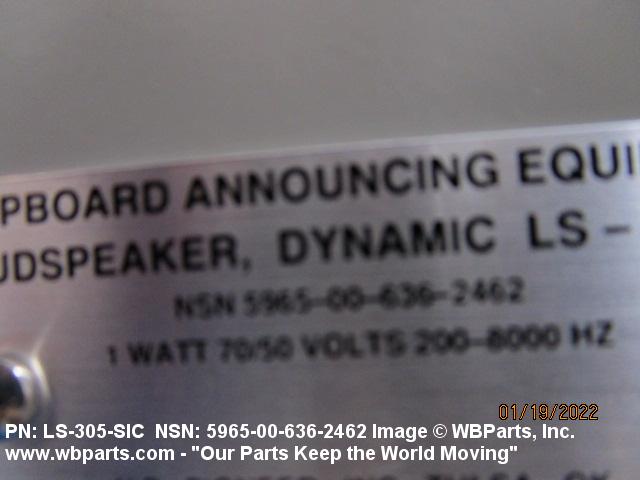 PBOARD ANNOUNCING EQUI
UDSPEAKER, DYNAMIC LS -
NSN 5965-00-636-2462
1 WATT 70/50 VOLTS 200-8000 HZ
01/19/2022
PN: LS-305-SIC NSN: 5965-00-636-2462 Image © WBParts, Inc.
www.wbparts.com - "Our Parts Keep the World Moving"